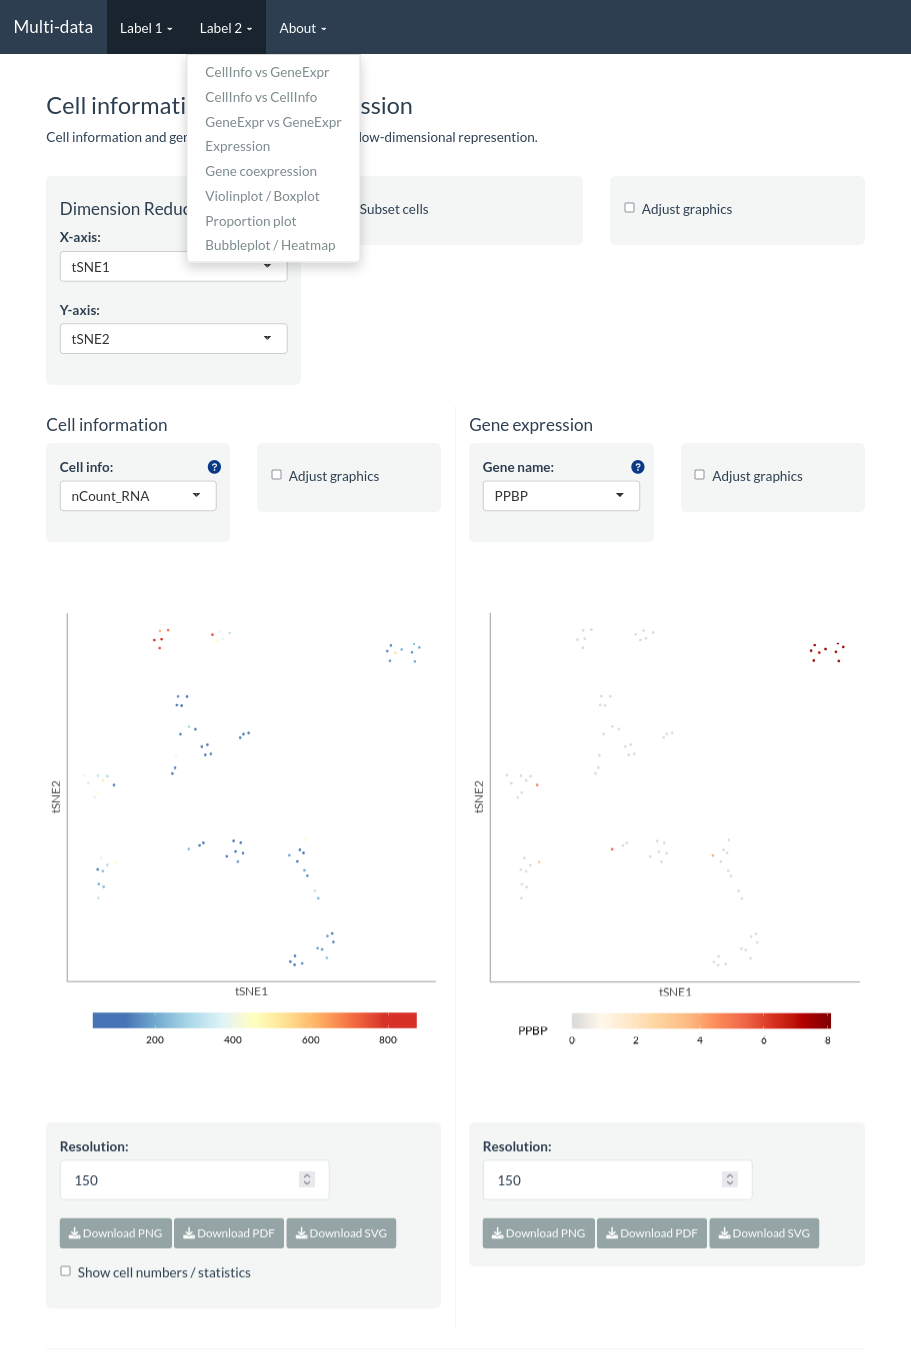 Multi-data Label 1 Label 2 About
CellInfo vs GeneExpr
CellInfo vs CellInfo
GeneExpr vs GeneExpr
Expression
Gene coexpression
Violinplot / Boxplot
Proportion plot
Bubbleplot / Heatmap
Cell informati ssion
Cell information and gen low-dimensional represention.
Dimension Reduc
X-axis:
tSNE1
Y-axis:
tSNE2
Subset cells
Adjust graphics
Cell information
Cell info: ?
nCount_RNA
Adjust graphics
tSNE2
tSNE1
200 400 600 800
Resolution:
150
Download PNG Download PDF Download SVG
Show cell numbers / statistics
Gene expression
Gene name: ?
PPBP
Adjust graphics
tSNE2
tSNE1
PPBP
0 2 4 6 8
Resolution:
150
Download PNG Download PDF Download SVG